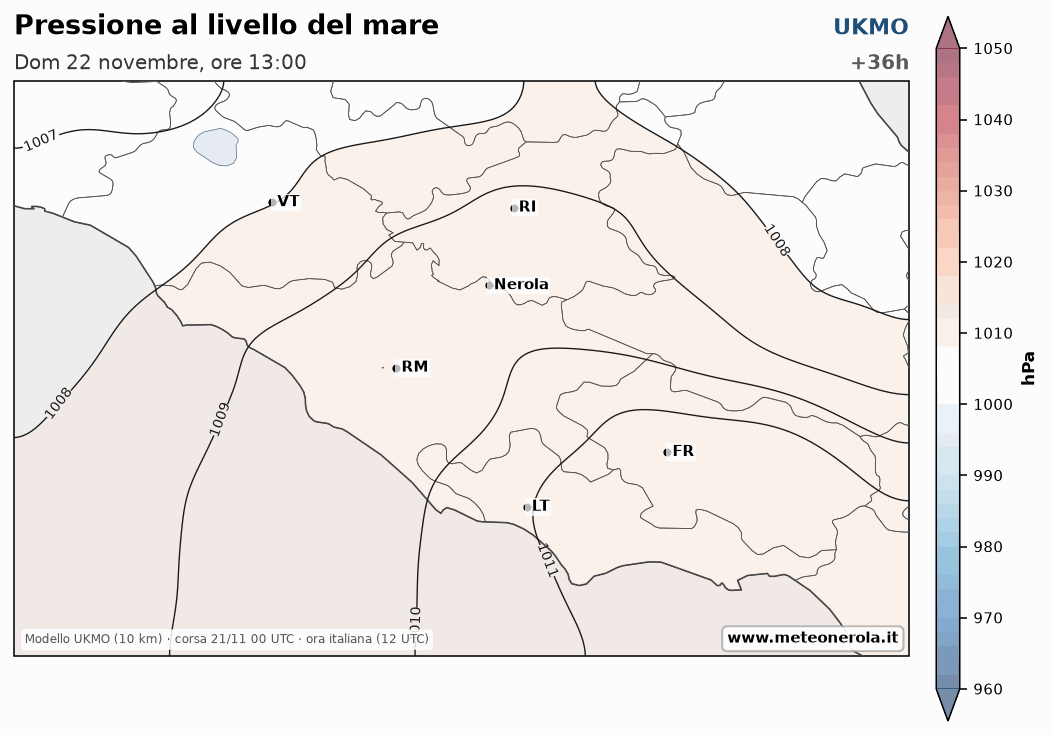 Pressione al livello del mare
UKMO
Dom 22 novembre, ore 13:00
+36h
1007
VT
RI
1008
Nerola
RM
1008
1009
FR
LT
1011
010
Modello UKMO (10 km) · corsa 21/11 00 UTC · ora italiana (12 UTC)
www.meteonerola.it
1050
1040
1030
1020
1010
1000
990
980
970
960
hPa